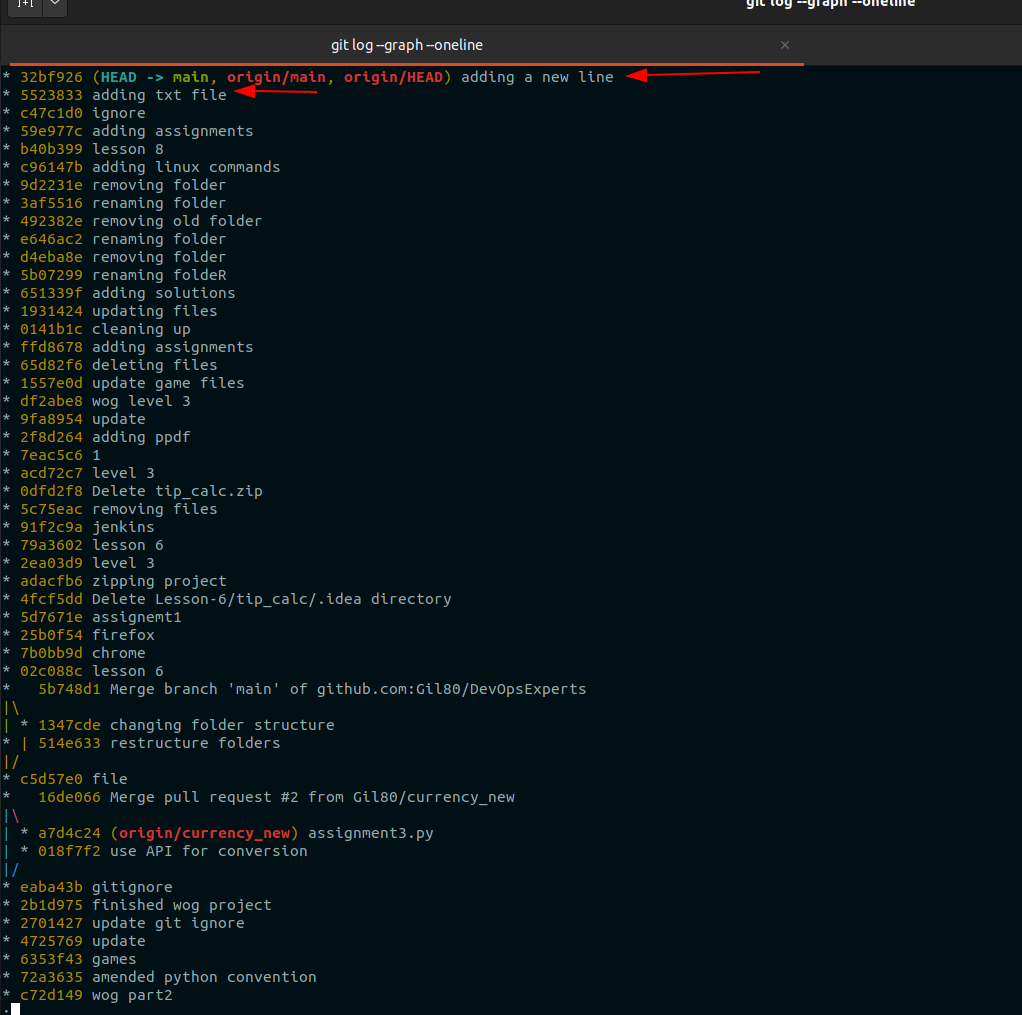 git log --graph --oneline
git log --graph --oneline ×
* 32bf926 (HEAD -> main, origin/main, origin/HEAD) adding a new line
* 5523833 adding txt file
* c47c1d0 ignore
* 59e977c adding assignments
* b40b399 lesson 8
* c96147b adding linux commands
* 9d2231e removing folder
* 3af5516 renaming folder
* 492382e removing old folder
* e646ac2 renaming folder
* d4eba8e removing folder
* 5b07299 renaming foldeR
* 651339f adding solutions
* 1931424 updating files
* 0141b1c cleaning up
* ffd8678 adding assignments
* 65d82f6 deleting files
* 1557e0d update game files
* df2abe8 wog level 3
* 9fa8954 update
* 2f8d264 adding ppdf
* 7eac5c6 1
* acd72c7 level 3
* 0dfd2f8 Delete tip_calc.zip
* 5c75eac removing files
* 91f2c9a jenkins
* 79a3602 lesson 6
* 2ea03d9 level 3
* adacfb6 zipping project
* 4fcf5dd Delete Lesson-6/tip_calc/.idea directory
* 5d7671e assignemt1
* 25b0f54 firefox
* 7b0bb9d chrome
* 02c088c lesson 6
*   5b748d1 Merge branch 'main' of github.com:Gil80/DevOpsExperts
|\
| * 1347cde changing folder structure
* | 514e633 restructure folders
|/
* c5d57e0 file
*   16de066 Merge pull request #2 from Gil80/currency_new
|\
| * a7d4c24 (origin/currency_new) assignment3.py
| * 018f7f2 use API for conversion
|/
* eaba43b gitignore
* 2b1d975 finished wog project
* 2701427 update git ignore
* 4725769 update
* 6353f43 games
* 72a3635 amended python convention
* c72d149 wog part2